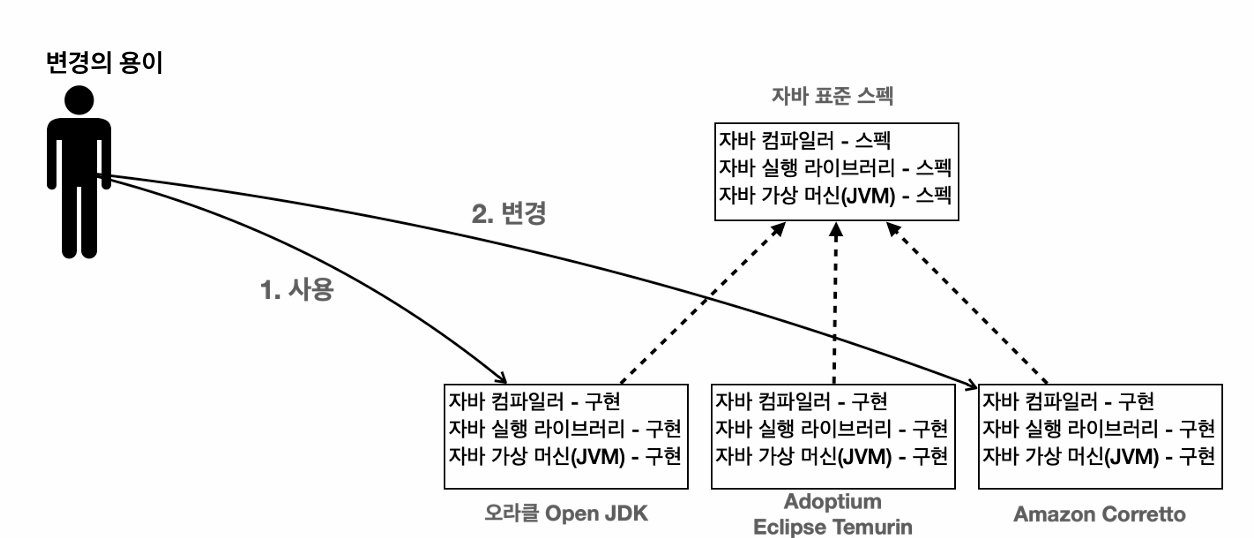 변경의 용이
자바 표준 스펙
자바 컴파일러 - 스펙
자바 실행 라이브러리 - 스펙
자바 가상 머신(JVM) - 스펙
2. 변경
1. 사용
자바 컴파일러 - 구현
자바 실행 라이브러리 - 구현
자바 가상 머신(JVM) - 구현
오라클 Open JDK
자바 컴파일러 - 구현
자바 실행 라이브러리 - 구현
자바 가상 머신(JVM) - 구현
Adoptium
Eclipse Temurin
자바 컴파일러 - 구현
자바 실행 라이브러리 - 구현
자바 가상 머신(JVM) - 구현
Amazon Corretto